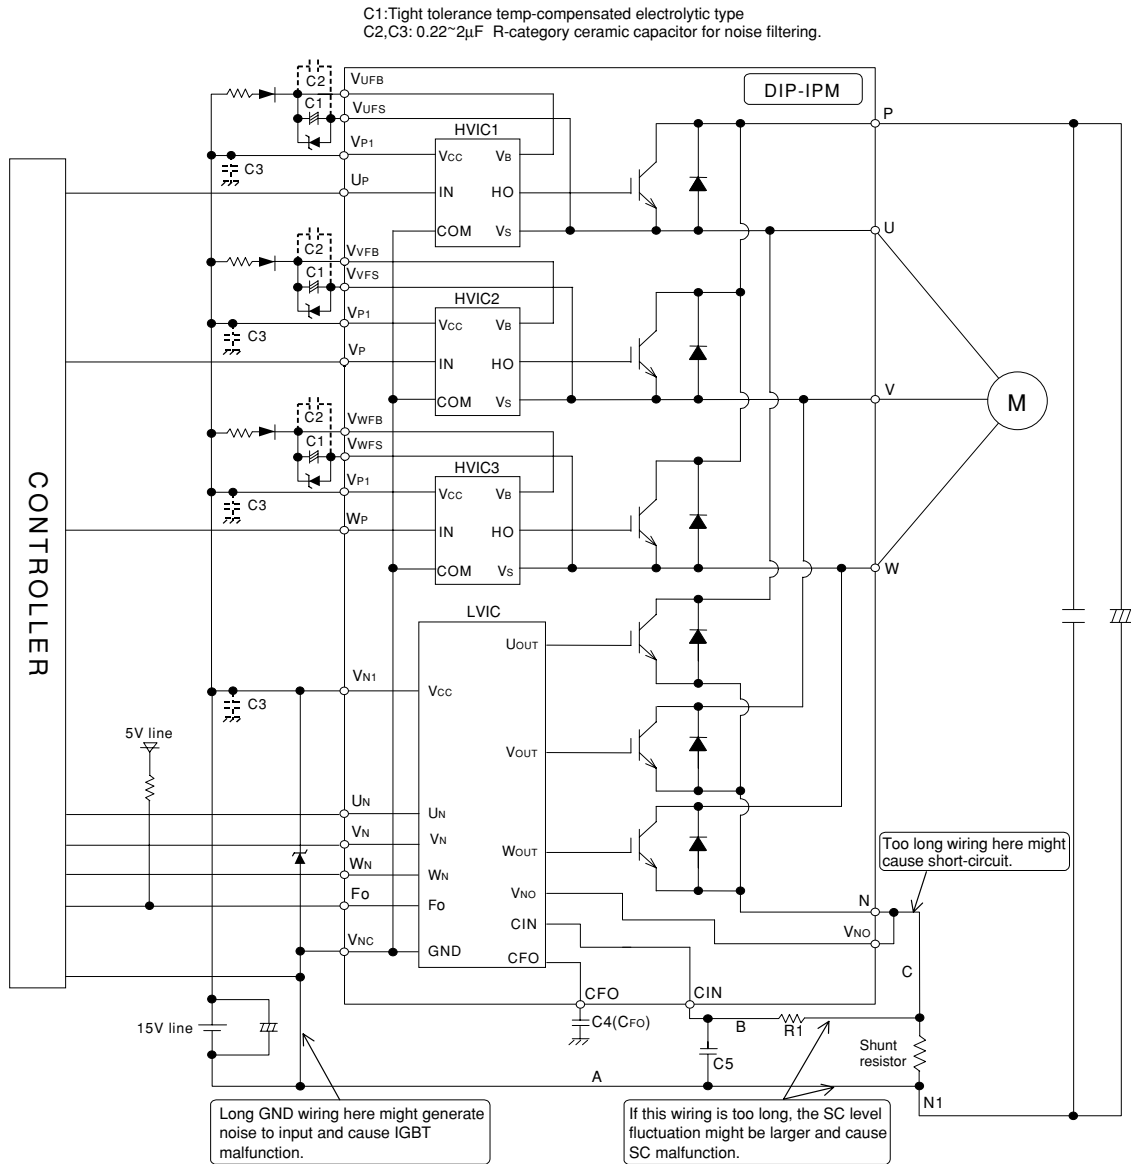 C1:Tight tolerance temp-compensated electrolytic type
C2,C3: 0.22~2μF R-category ceramic capacitor for noise filtering.
DIP-IPM
C2
C1
VUFB
VUFS
VP1
C3
UP
HVIC1
VCC
VB
IN
HO
COM
VS
P
U
C2
C1
VVFB
VVFS
VP1
C3
VP
HVIC2
VCC
VB
IN
HO
COM
VS
V
M
C2
C1
VWFB
VWFS
VP1
C3
WP
HVIC3
VCC
VB
IN
HO
COM
VS
W
CONTROLLER
LVIC
UOUT
VN1
VCC
C3
5V line
VOUT
UN
UN
VN
VN
WN
WN
Fo
Fo
WOUT
VNO
CIN
VNC
GND
CFO
Too long wiring here might
cause short-circuit.
N
VNO
C
CFO
CIN
15V line
C4(CFO)
B
R1
C5
Shunt
resistor
A
N1
Long GND wiring here might generate
noise to input and cause IGBT
malfunction.
If this wiring is too long, the SC level
fluctuation might be larger and cause
SC malfunction.